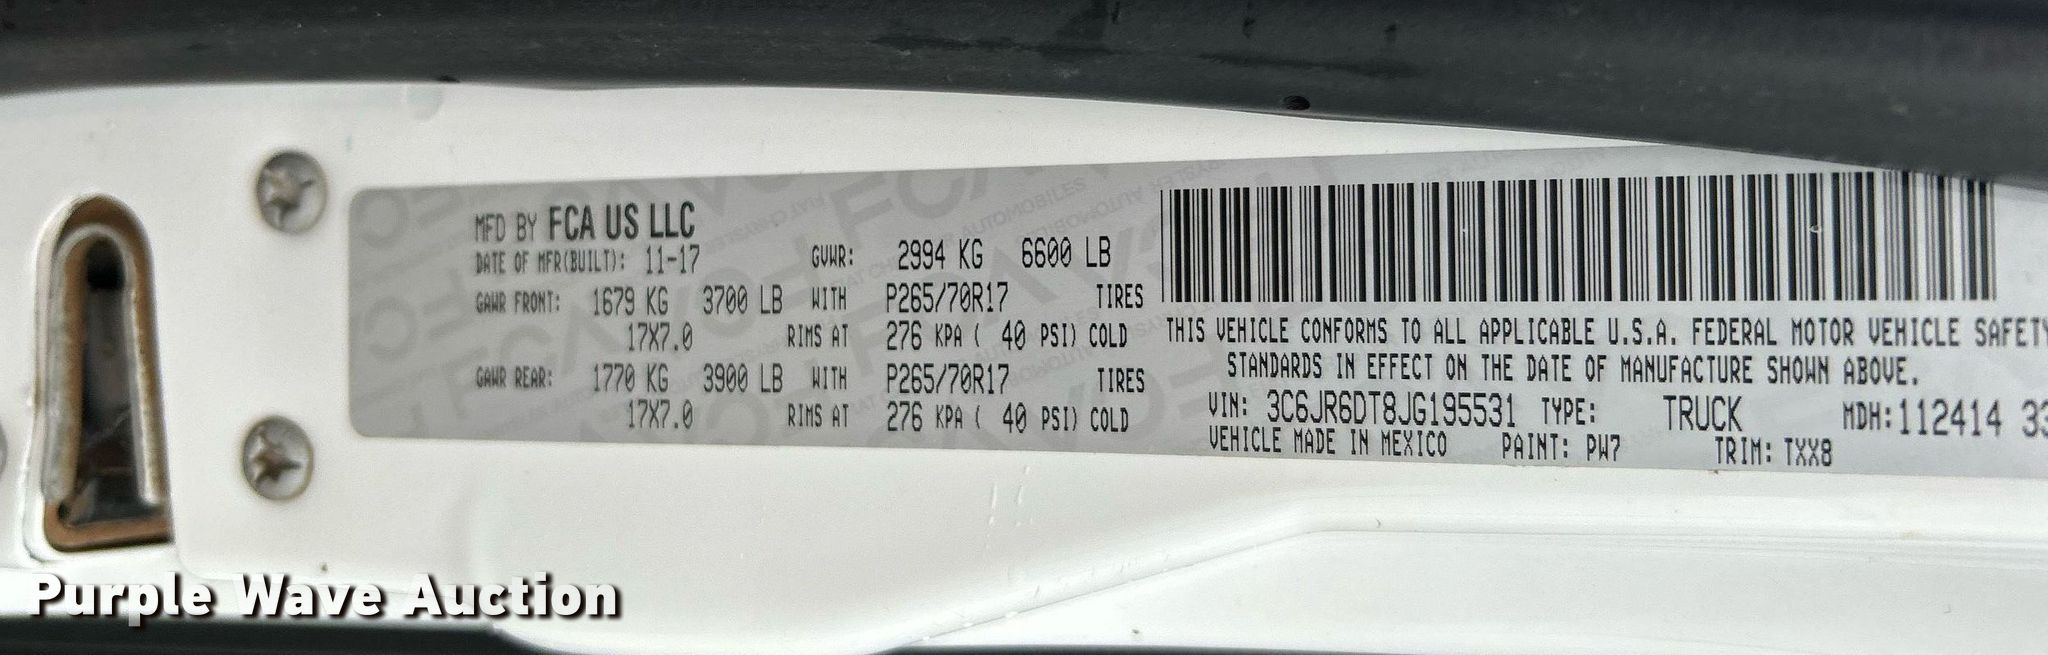 MFD BY FCA US LLC
DATE OF MFR(BUILT): 11-17 GVWR: 2994 KG 6600 LB
GAWR FRONT: 1679 KG 3700 LB WITH P265/70R17 TIRES
17X7.0 RIMS AT 276 KPA ( 40 PSI) COLD
GAWR REAR: 1770 KG 3900 LB WITH P265/70R17 TIRES
17X7.0 RIMS AT 276 KPA ( 40 PSI) COLD
THIS VEHICLE CONFORMS TO ALL APPLICABLE U.S.A. FEDERAL MOTOR VEHICLE SAFETY
STANDARDS IN EFFECT ON THE DATE OF MANUFACTURE SHOWN ABOVE.
VIN: 3C6JR6DT8JG195531 TYPE: TRUCK MDH: 112414 33
VEHICLE MADE IN MEXICO PAINT: PW7 TRIM: TXX8
Purple Wave Auction